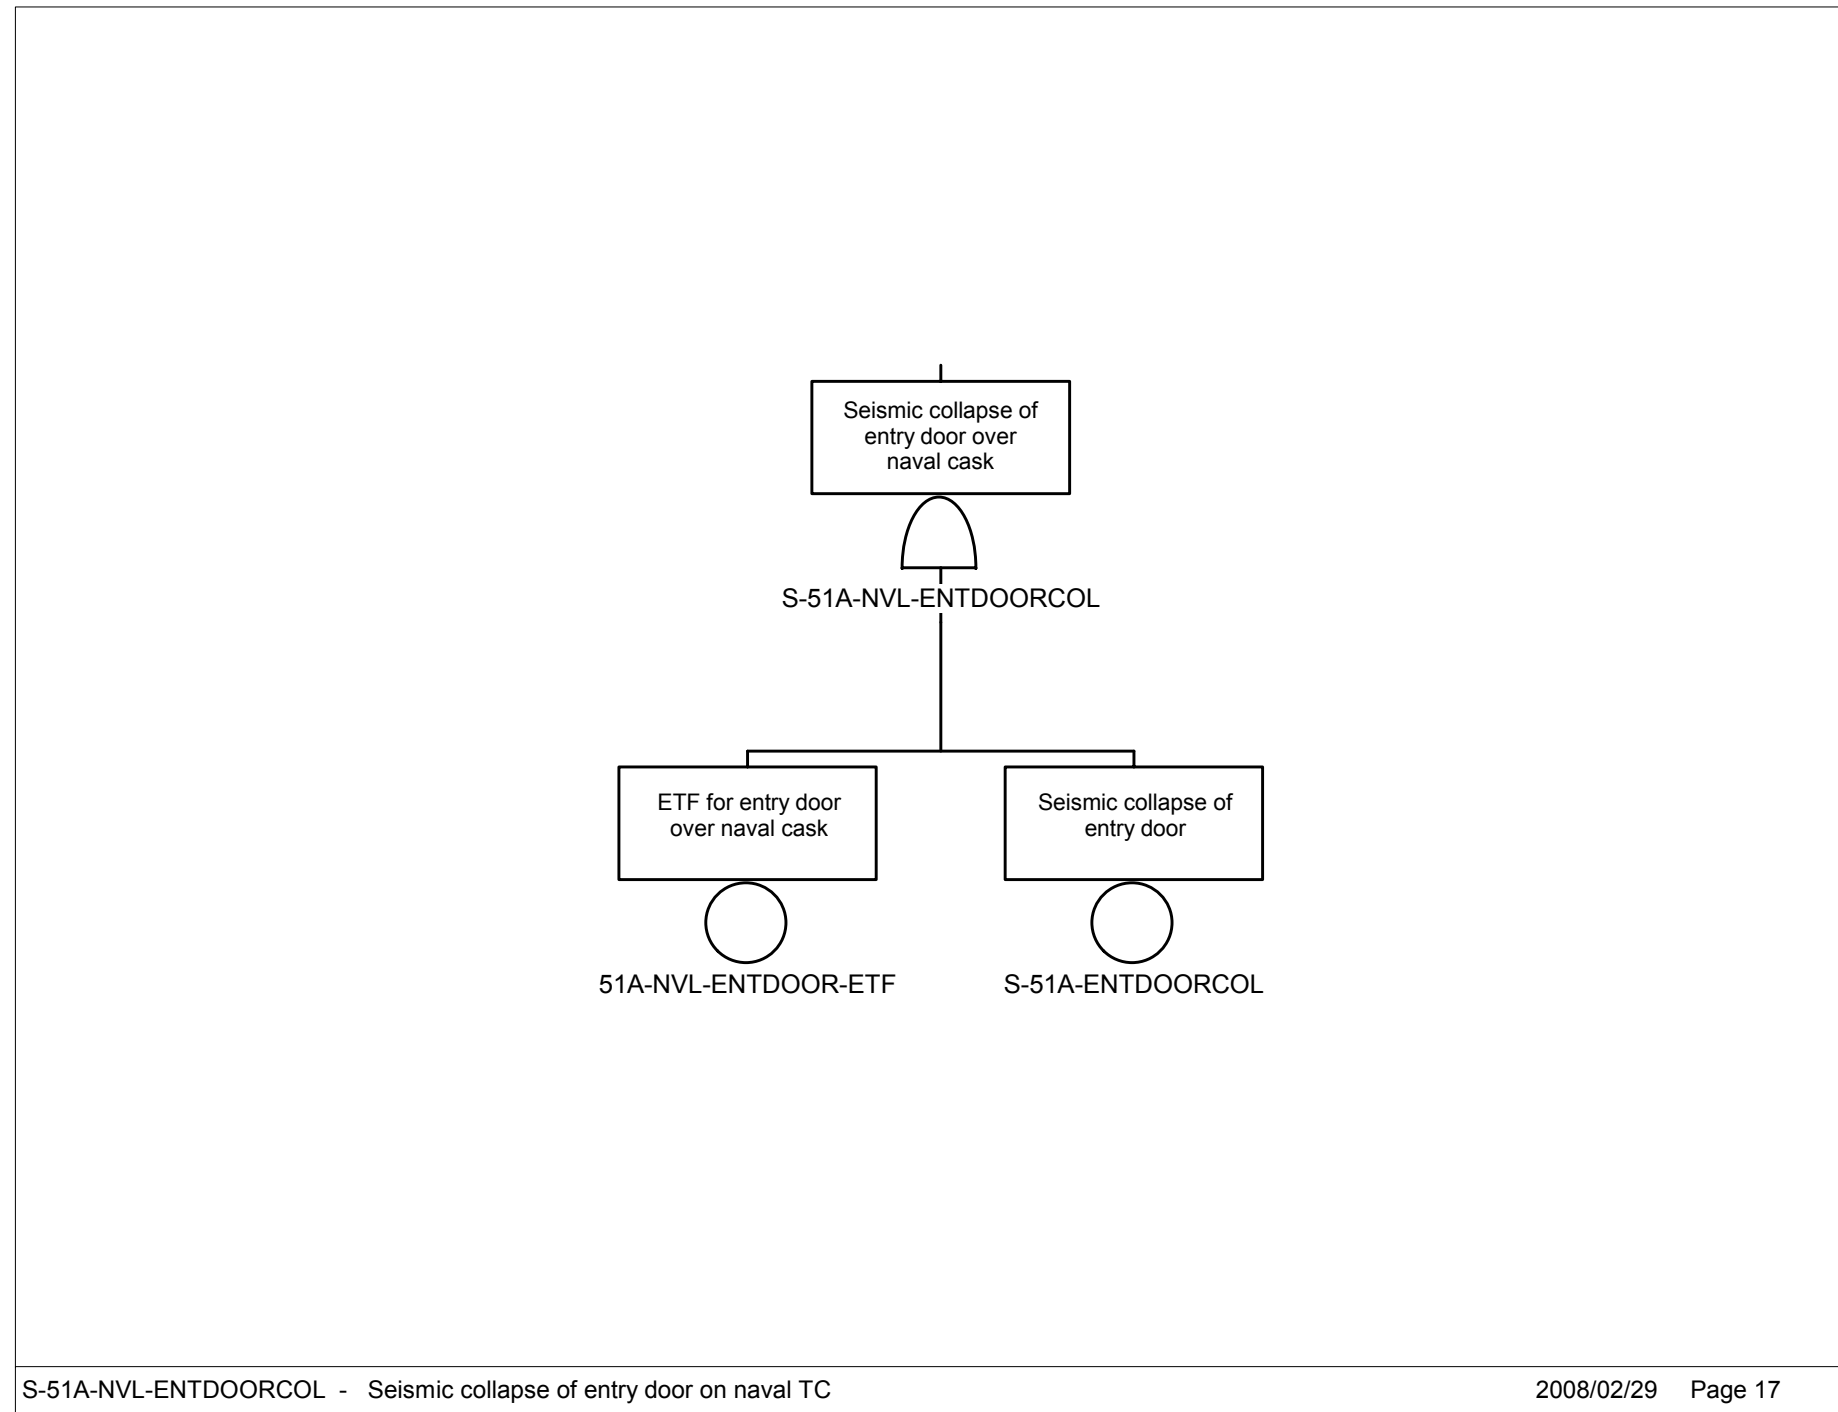 Seismic collapse of
entry door over
naval cask
S-51A-NVL-ENTDOORCOL
ETF for entry door
over naval cask
51A-NVL-ENTDOOR-ETF
Seismic collapse of
entry door
S-51A-ENTDOORCOL
S-51A-NVL-ENTDOORCOL - Seismic collapse of entry door on naval TC
2008/02/29 Page 17